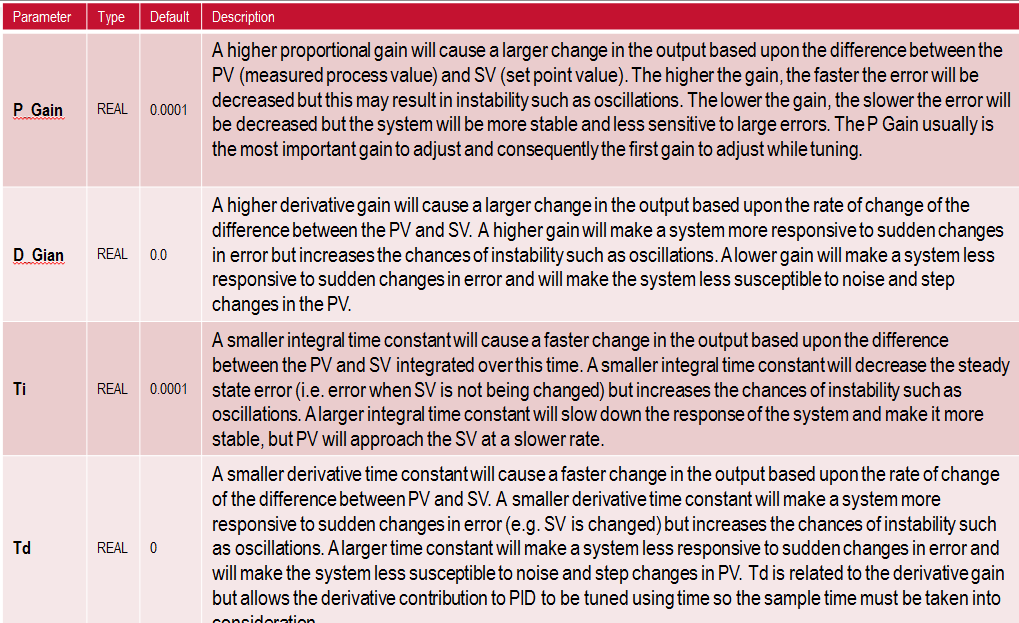 Parameter Type Default Description
A higher proportional gain will cause a larger change in the output based upon the difference between the
PV (measured process value) and SV (set point value). The higher the gain, the faster the error will be
decreased but this may result in instability such as oscillations. The lower the gain, the slower the error will
be decreased but the system will be more stable and less sensitive to large errors. The P Gain usually is
the most important gain to adjust and consequently the first gain to adjust while tuning.
P_Gain REAL 0.0001
A higher derivative gain will cause a larger change in the output based upon the rate of change of the
difference between the PV and SV. A higher gain will make a system more responsive to sudden changes
in error but increases the chances of instability such as oscillations. A lower gain will make a system less
responsive to sudden changes in error and will make the system less susceptible to noise and step
changes in the PV.
D_Gian REAL 0.0
A smaller integral time constant will cause a faster change in the output based upon the difference
between the PV and SV integrated over this time. A smaller integral time constant will decrease the steady
state error (i.e. error when SV is not being changed) but increases the chances of instability such as
oscillations. A larger integral time constant will slow down the response of the system and make it more
stable, but PV will approach the SV at a slower rate.
Ti REAL 0.0001
A smaller derivative time constant will cause a faster change in the output based upon the rate of change
of the difference between PV and SV. A smaller derivative time constant will make a system more
responsive to sudden changes in error (e.g. SV is changed) but increases the chances of instability such
as oscillations. A larger time constant will make a system less responsive to sudden changes in error and
will make the system less susceptible to noise and step changes in PV. Td is related to the derivative gain
but allows the derivative contribution to PID to be tuned using time so the sample time must be taken into
consideration.
Td REAL 0